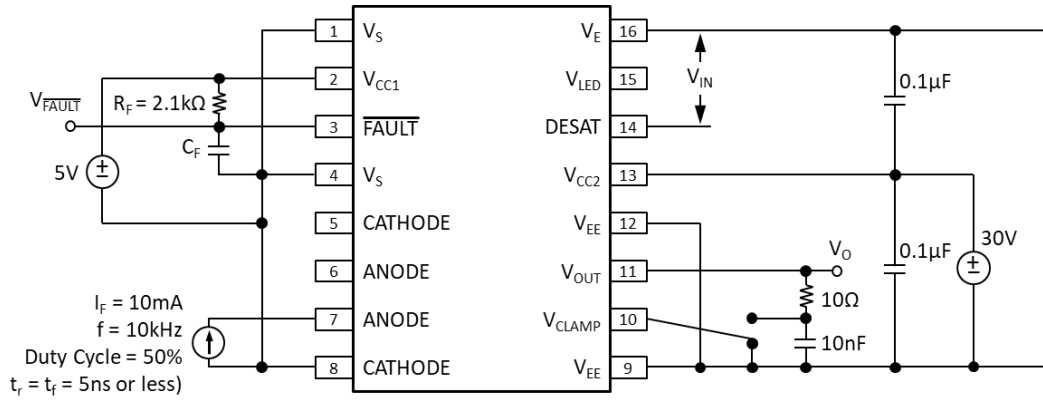 1 V_S
2 V_CC1
3 F̅A̅U̅L̅T̅
4 V_S
5 CATHODE
6 ANODE
7 ANODE
8 CATHODE
V_E 16
V_LED 15
DESAT 14
V_CC2 13
V_EE 12
V_OUT 11
V_CLAMP 10
V_EE 9
V_F̅A̅U̅L̅T̅
R_F = 2.1kΩ
C_F
5V
±
I_F = 10mA
f = 10kHz
Duty Cycle = 50%
t_r = t_f = 5ns or less)
V_IN
0.1μF
0.1μF
30V
±
V_O
10Ω
10nF